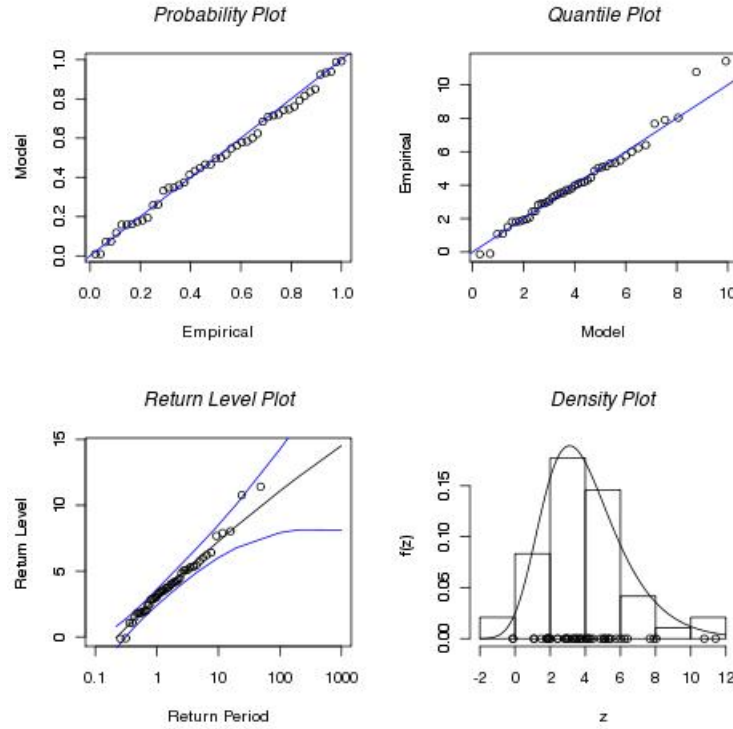 Probability Plot
Model
0.0 0.2 0.4 0.6 0.8 1.0
0.0 0.2 0.4 0.6 0.8 1.0
Empirical
Quantile Plot
Empirical
0 2 4 6 8 10
0 2 4 6 8 10
Model
Return Level Plot
Return Level
0 5 10 15
0.1 1 10 100 1000
Return Period
Density Plot
f(z)
0.00 0.05 0.10 0.15
-2 0 2 4 6 8 10 12
z